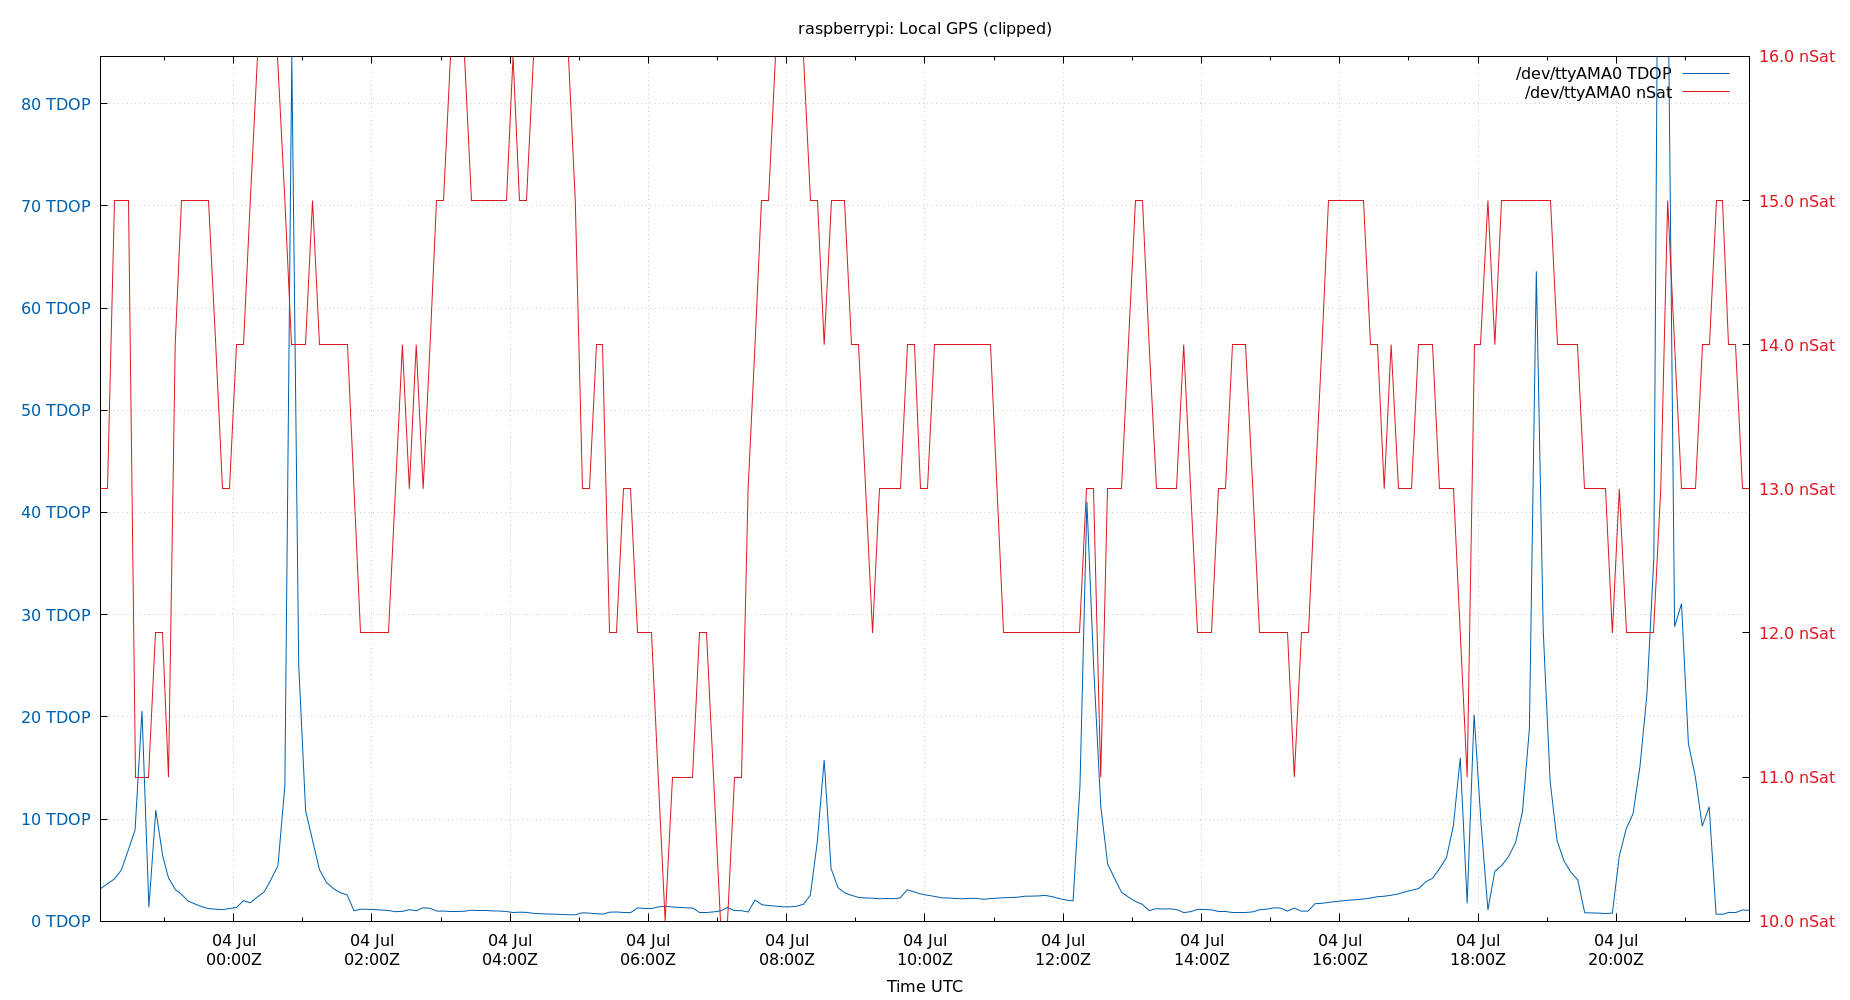 raspberrypi: Local GPS (clipped)
/dev/ttyAMA0 TDOP
/dev/ttyAMA0 nSat
80 TDOP
70 TDOP
60 TDOP
50 TDOP
40 TDOP
30 TDOP
20 TDOP
10 TDOP
0 TDOP
16.0 nSat
15.0 nSat
14.0 nSat
13.0 nSat
12.0 nSat
11.0 nSat
10.0 nSat
04 Jul
00:00Z
04 Jul
02:00Z
04 Jul
04:00Z
04 Jul
06:00Z
04 Jul
08:00Z
04 Jul
10:00Z
04 Jul
12:00Z
04 Jul
14:00Z
04 Jul
16:00Z
04 Jul
18:00Z
04 Jul
20:00Z
Time UTC